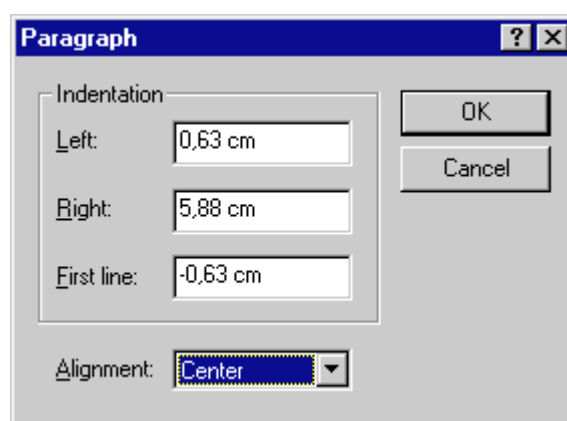 Paragraph
Indentation
Left: 0,63 cm
Right: 5,88 cm
First line: -0,63 cm
Alignment: Center
OK
Cancel